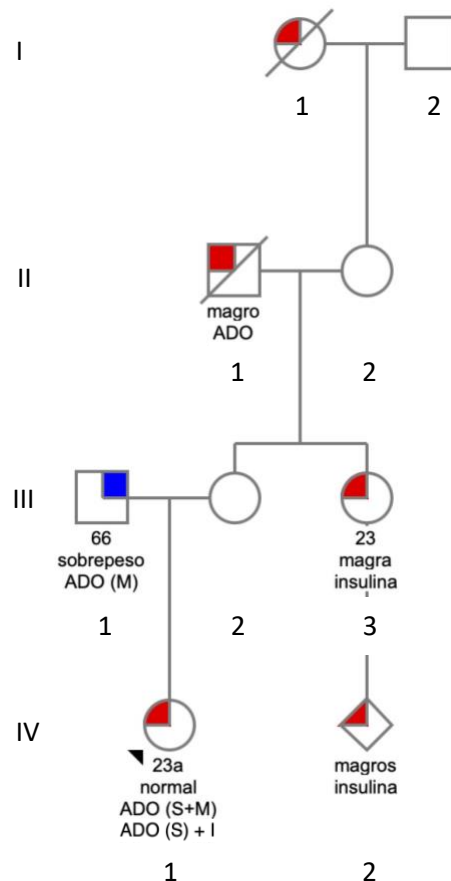 I
1 2
II
magro
ADO
1 2
III
66
sobrepeso
ADO (M)
23
magra
insulina
1 2 3
IV
23a
normal
ADO (S+M)
ADO (S) + I
magros
insulina
1 2